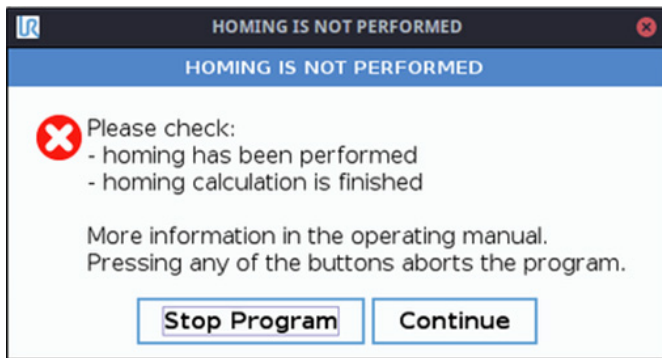 UR
HOMING IS NOT PERFORMED
HOMING IS NOT PERFORMED
Please check:
- homing has been performed
- homing calculation is finished
More information in the operating manual.
Pressing any of the buttons aborts the program.
Stop Program
Continue